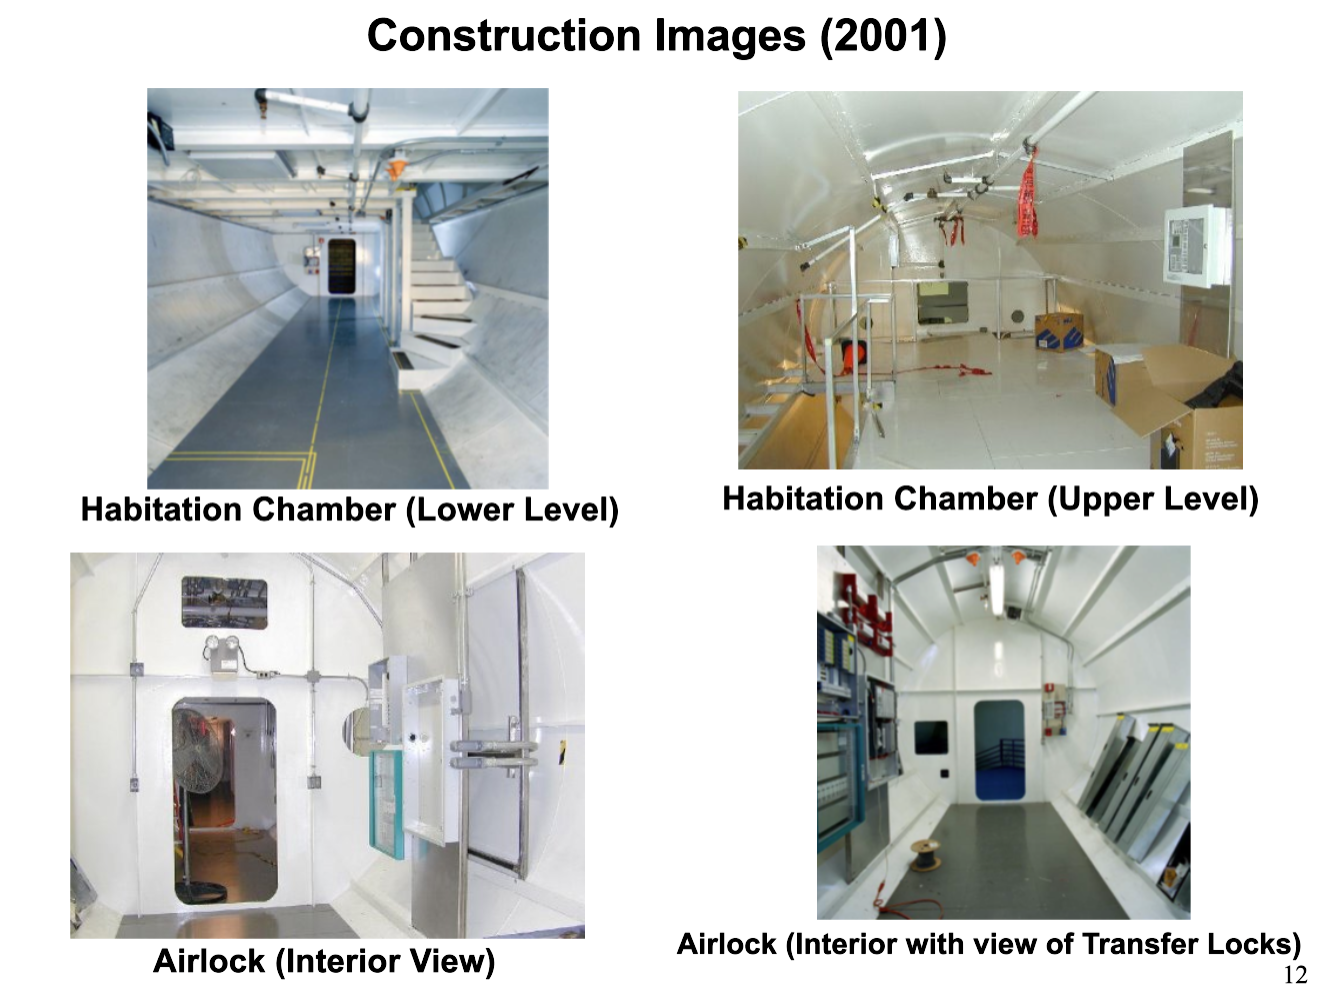 Construction Images (2001)
Habitation Chamber (Lower Level)
Habitation Chamber (Upper Level)
Airlock (Interior View)
Airlock (Interior with view of Transfer Locks)
12